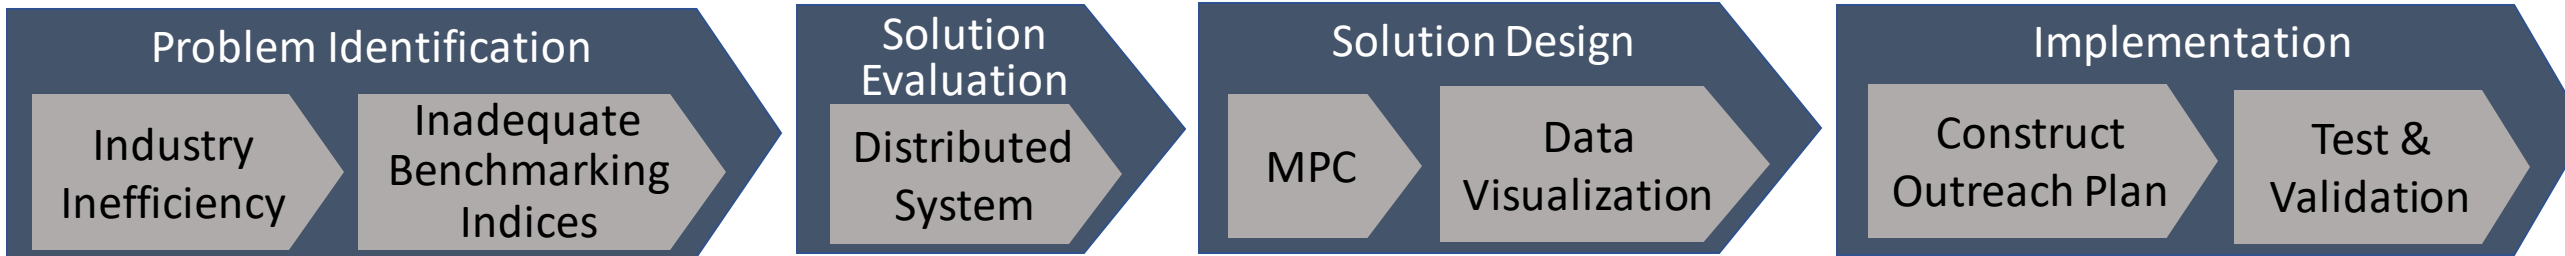 Problem Identification
Industry
Inefficiency
Inadequate
Benchmarking
Indices
Solution
Evaluation
Distributed
System
Solution Design
MPC
Data
Visualization
Implementation
Construct
Outreach Plan
Test &
Validation